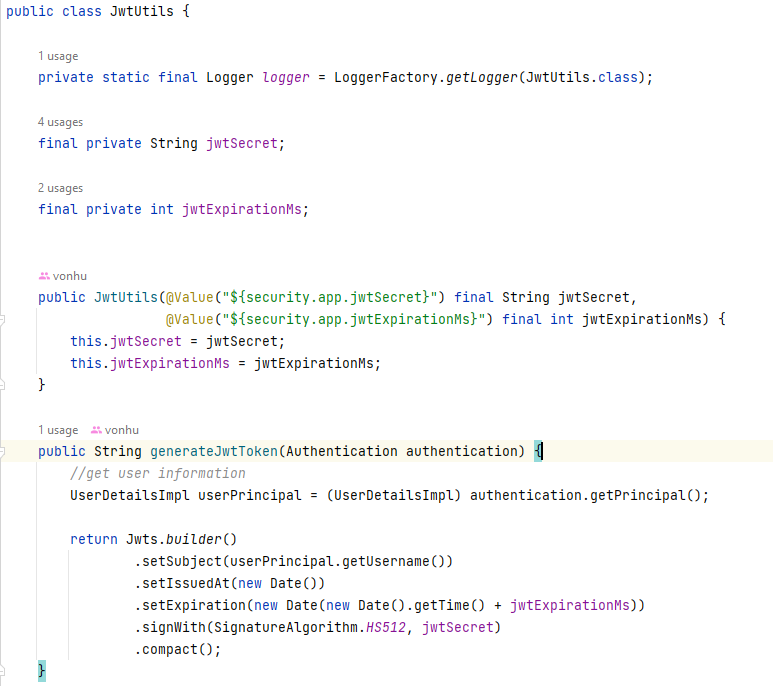 public class JwtUtils {
1 usage
private static final Logger logger = LoggerFactory.getLogger(JwtUtils.class);
4 usages
final private String jwtSecret;
2 usages
final private int jwtExpirationMs;
vonhu
public JwtUtils(@Value("${security.app.jwtSecret}") final String jwtSecret,
@Value("${security.app.jwtExpirationMs}") final int jwtExpirationMs) {
this.jwtSecret = jwtSecret;
this.jwtExpirationMs = jwtExpirationMs;
}
1 usage vonhu
public String generateJwtToken(Authentication authentication) {
//get user information
UserDetailsImpl userPrincipal = (UserDetailsImpl) authentication.getPrincipal();
return Jwts.builder()
.setSubject(userPrincipal.getUsername())
.setIssuedAt(new Date())
.setExpiration(new Date(new Date().getTime() + jwtExpirationMs))
.signWith(SignatureAlgorithm.HS512, jwtSecret)
.compact();
}